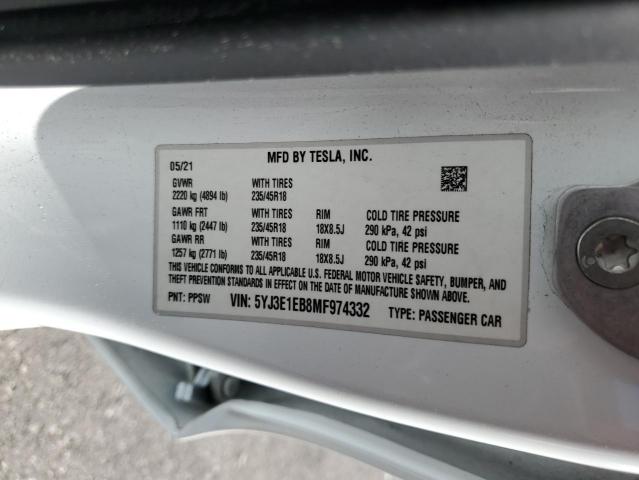 MFD BY TESLA, INC.
05/21
GVWR WITH TIRES
2220 kg (4894 lb) 235/45R18
GAWR FRT WITH TIRES RIM COLD TIRE PRESSURE
1110 kg (2447 lb) 235/45R18 18X8.5J 290 kPa, 42 psi
GAWR RR WITH TIRES RIM COLD TIRE PRESSURE
1257 kg (2771 lb) 235/45R18 18X8.5J 290 kPa, 42 psi
THIS VEHICLE CONFORMS TO ALL APPLICABLE U.S. FEDERAL MOTOR VEHICLE SAFETY, BUMPER, AND
THEFT PREVENTION STANDARDS IN EFFECT ON THE DATE OF MANUFACTURE SHOWN ABOVE.
PNT: PPSW VIN: 5YJ3E1EB8MF974332 TYPE: PASSENGER CAR